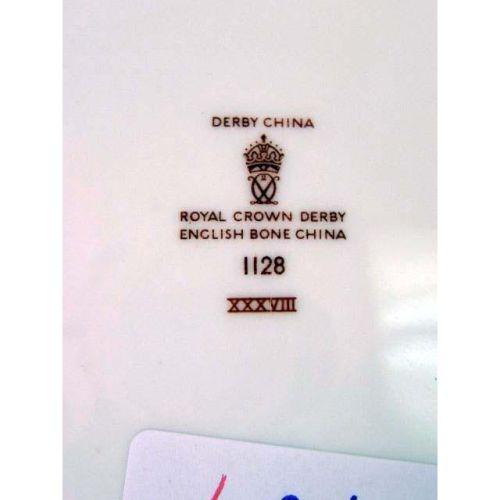 DERBY CHINA
ROYAL CROWN DERBY
ENGLISH BONE CHINA
1128
XXXVIII